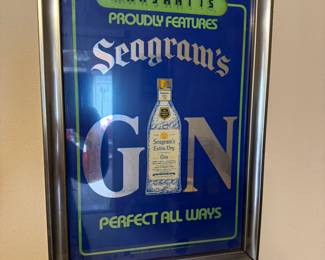 PROUDLY FEATURES
Seagram's
GIN
Seagram's
Extra Dry
Gin
PERFECT ALL WAYS